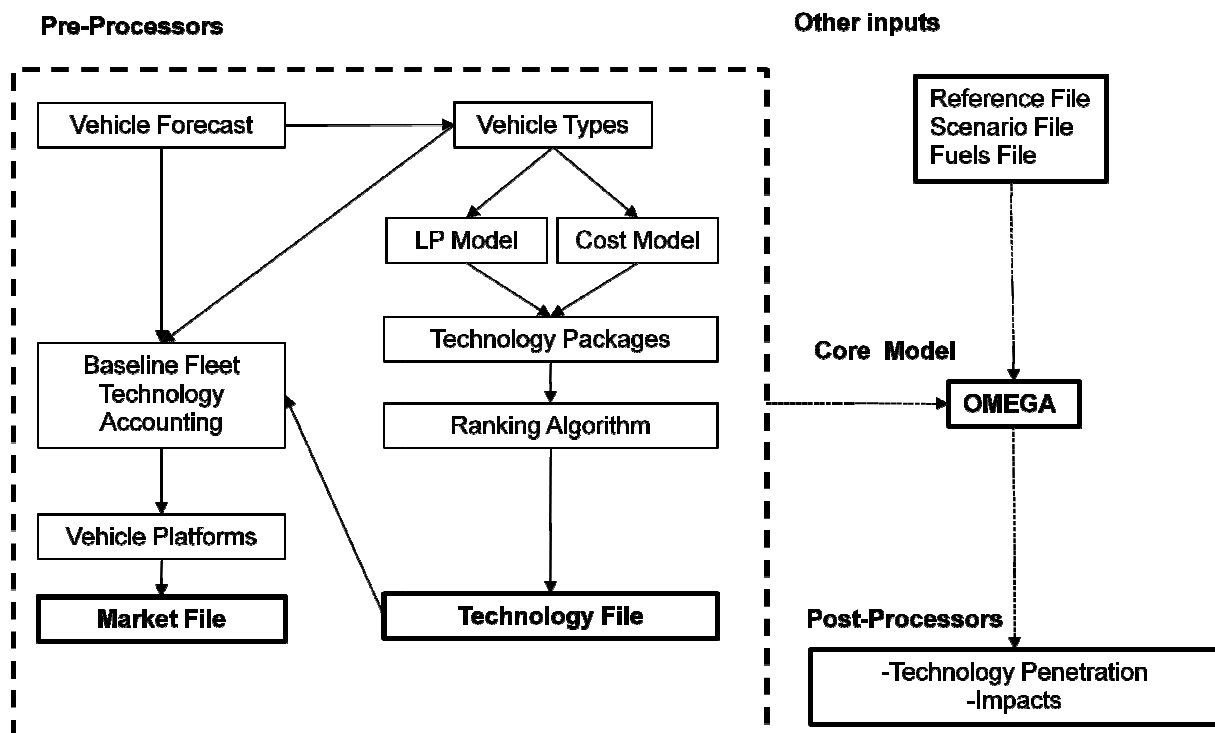 Pre-Processors
Other inputs
Vehicle Forecast
Vehicle Types
Reference File
Scenario File
Fuels File
LP Model
Cost Model
Technology Packages
Baseline Fleet
Technology
Accounting
Ranking Algorithm
Core Model
OMEGA
Vehicle Platforms
Market File
Technology File
Post-Processors
-Technology Penetration
-Impacts